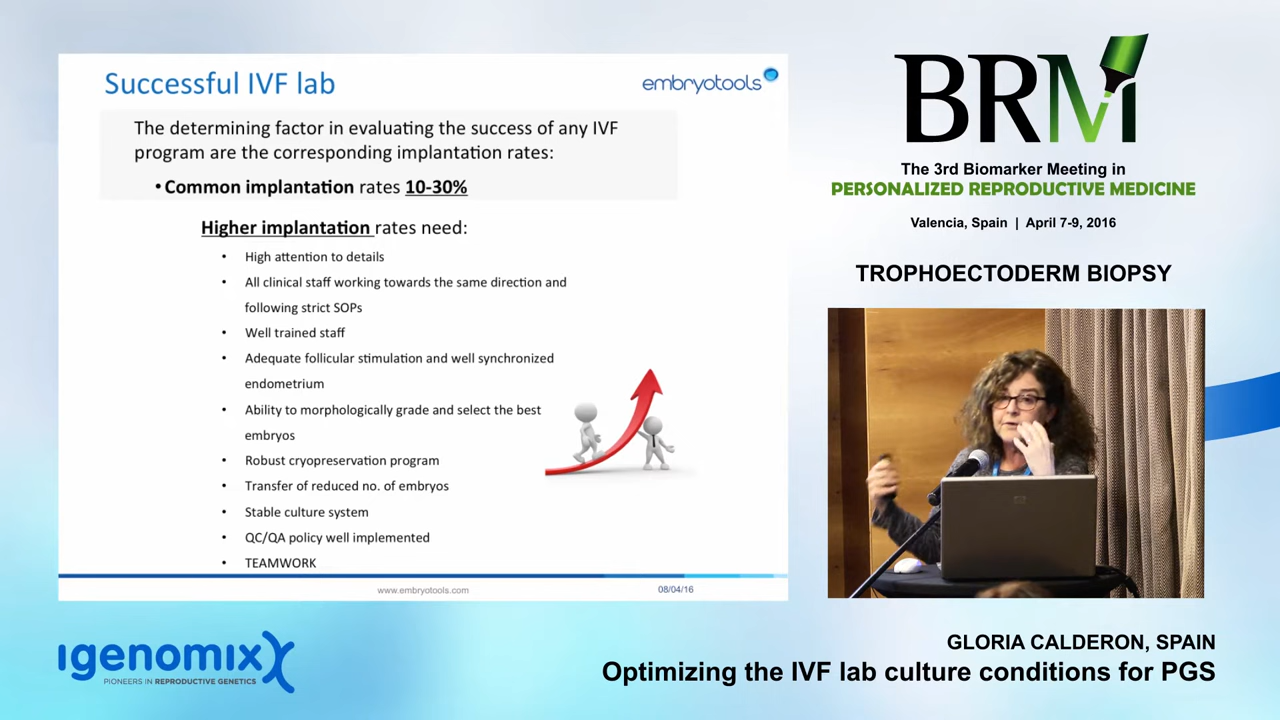 Successful IVF lab
embryotools
The determining factor in evaluating the success of any IVF
program are the corresponding implantation rates:
• Common implantation rates 10-30%
Higher implantation rates need:
• High attention to details
• All clinical staff working towards the same direction and
following strict SOPs
• Well trained staff
• Adequate follicular stimulation and well synchronized
endometrium
• Ability to morphologically grade and select the best
embryos
• Robust cryopreservation program
• Transfer of reduced no. of embryos
• Stable culture system
• QC/QA policy well implemented
• TEAMWORK
www.embryotools.com
08/04/16
BRM
The 3rd Biomarker Meeting in
PERSONALIZED REPRODUCTIVE MEDICINE
Valencia, Spain | April 7-9, 2016
TROPHOECTODERM BIOPSY
igenomix
PIONEERS IN REPRODUCTIVE GENETICS
GLORIA CALDERON, SPAIN
Optimizing the IVF lab culture conditions for PGS